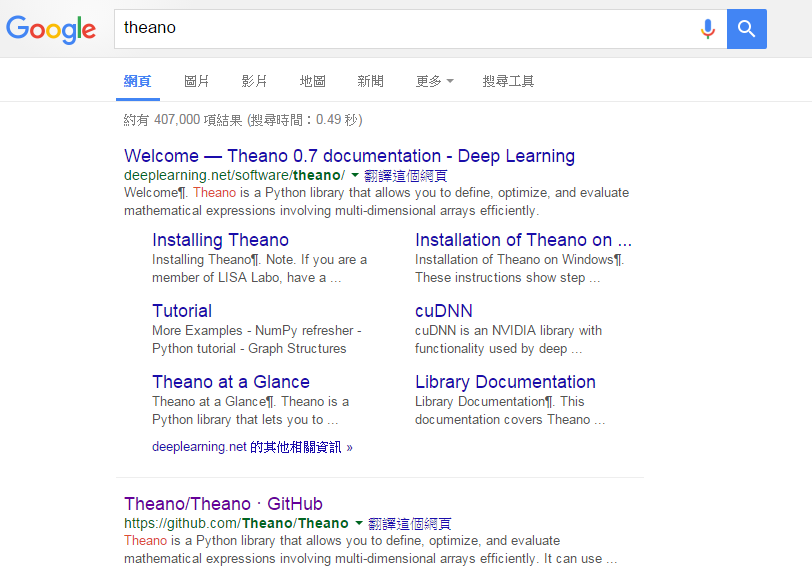 Google
theano
網頁 圖片 影片 地圖 新聞 更多 搜尋工具
約有 407,000 項結果 (搜尋時間：0.49 秒)
Welcome — Theano 0.7 documentation - Deep Learning
deeplearning.net/software/theano/ 翻譯這個網頁
Welcome¶. Theano is a Python library that allows you to define, optimize, and evaluate
mathematical expressions involving multi-dimensional arrays efficiently.
Installing Theano
Installing Theano¶. Note. If you are a
member of LISA Labo, have a ...
Installation of Theano on ...
Installation of Theano on Windows¶.
These instructions show step ...
Tutorial
More Examples - NumPy refresher -
Python tutorial - Graph Structures
cuDNN
cuDNN is an NVIDIA library with
functionality used by deep ...
Theano at a Glance
Theano at a Glance¶. Theano is a
Python library that lets you to ...
Library Documentation
Library Documentation¶. This
documentation covers Theano ...
deeplearning.net 的其他相關資訊 »
Theano/Theano · GitHub
https://github.com/Theano/Theano 翻譯這個網頁
Theano is a Python library that allows you to define, optimize, and evaluate
mathematical expressions involving multi-dimensional arrays efficiently. It can use ...